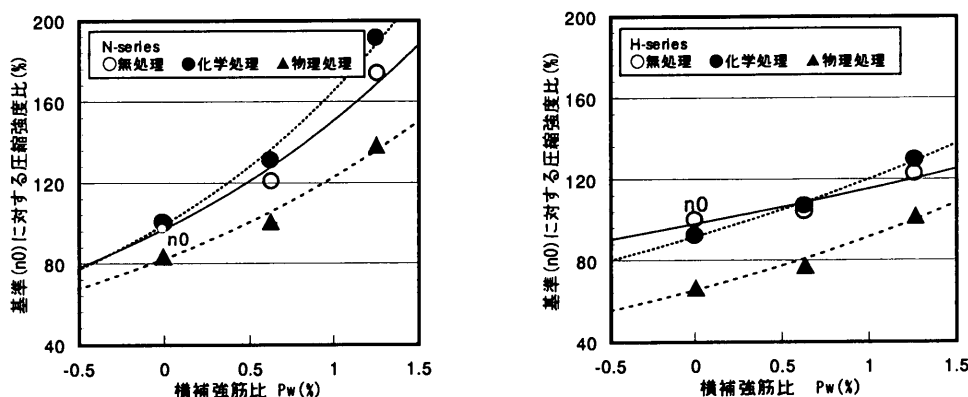 基準(n0)に対する圧縮強度比(%)
200
160
120
80
40
N-series
○無処理 ●化学処理 ▲物理処理
n0
-0.5 0 0.5 1 1.5
横補強筋比 Pw(%)
基準(n0)に対する圧縮強度比(%)
200
160
120
80
40
H-series
○無処理 ●化学処理 ▲物理処理
n0
-0.5 0 0.5 1 1.5
横補強筋比 Pw(%)